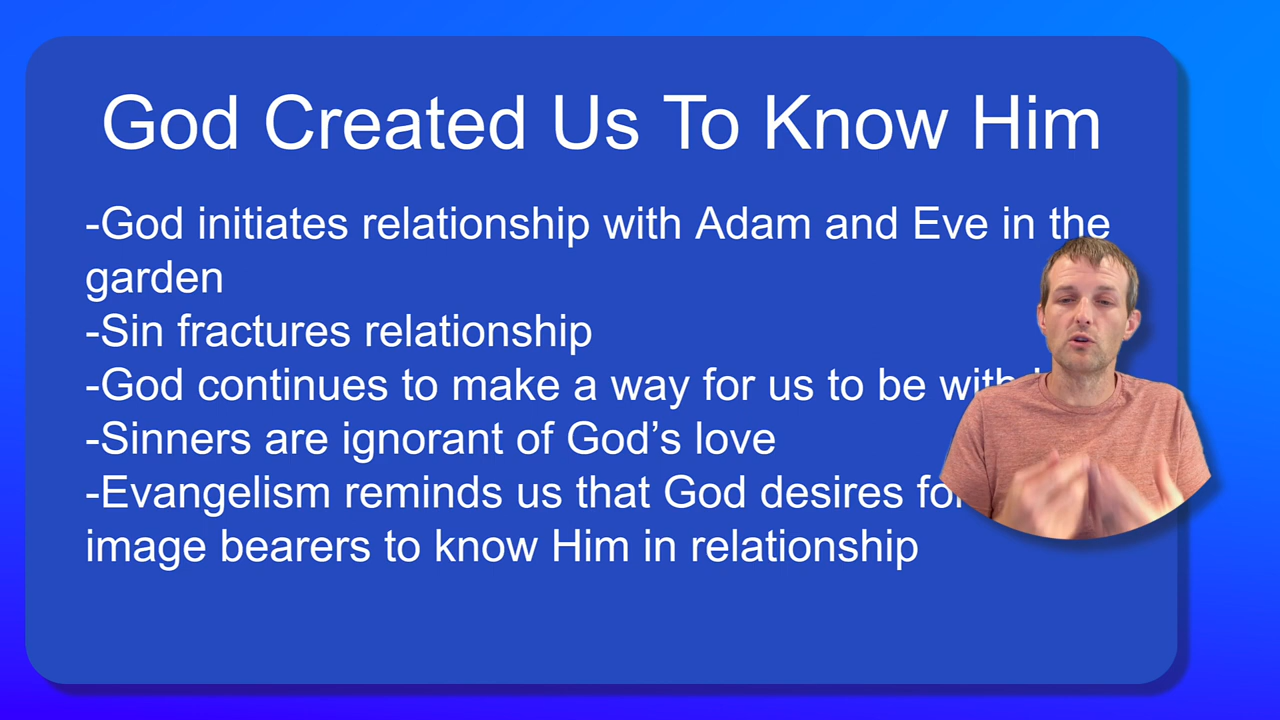 God Created Us To Know Him
-God initiates relationship with Adam and Eve in the
garden
-Sin fractures relationship
-God continues to make a way for us to be with
-Sinners are ignorant of God’s love
-Evangelism reminds us that God desires for
image bearers to know Him in relationship